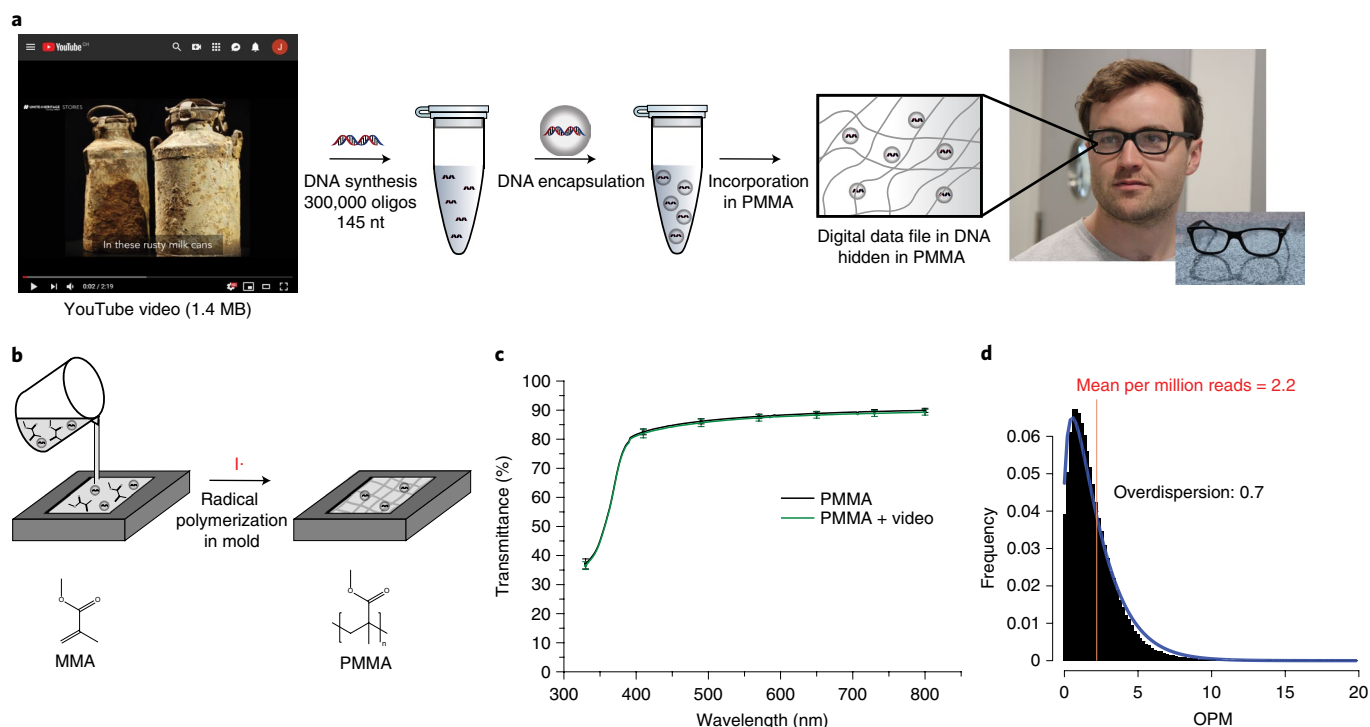 a
YouTube CH
J
UNITED4HERITAGE STORIES
In these rusty milk cans
0:02 / 2:19
YouTube video (1.4 MB)
DNA synthesis
300,000 oligos
145 nt
DNA encapsulation
Incorporation
in PMMA
Digital data file in DNA
hidden in PMMA
b
I·
Radical
polymerization
in mold
O
O
MMA
O
O
n
PMMA
c
Transmittance (%)
100
90
80
70
60
50
40
30
20
10
0
PMMA
PMMA + video
300
400
500
600
700
800
Wavelength (nm)
d
Mean per million reads = 2.2
Overdispersion: 0.7
Frequency
0.06
0.05
0.04
0.03
0.02
0.01
0
0
5
10
15
20
OPM